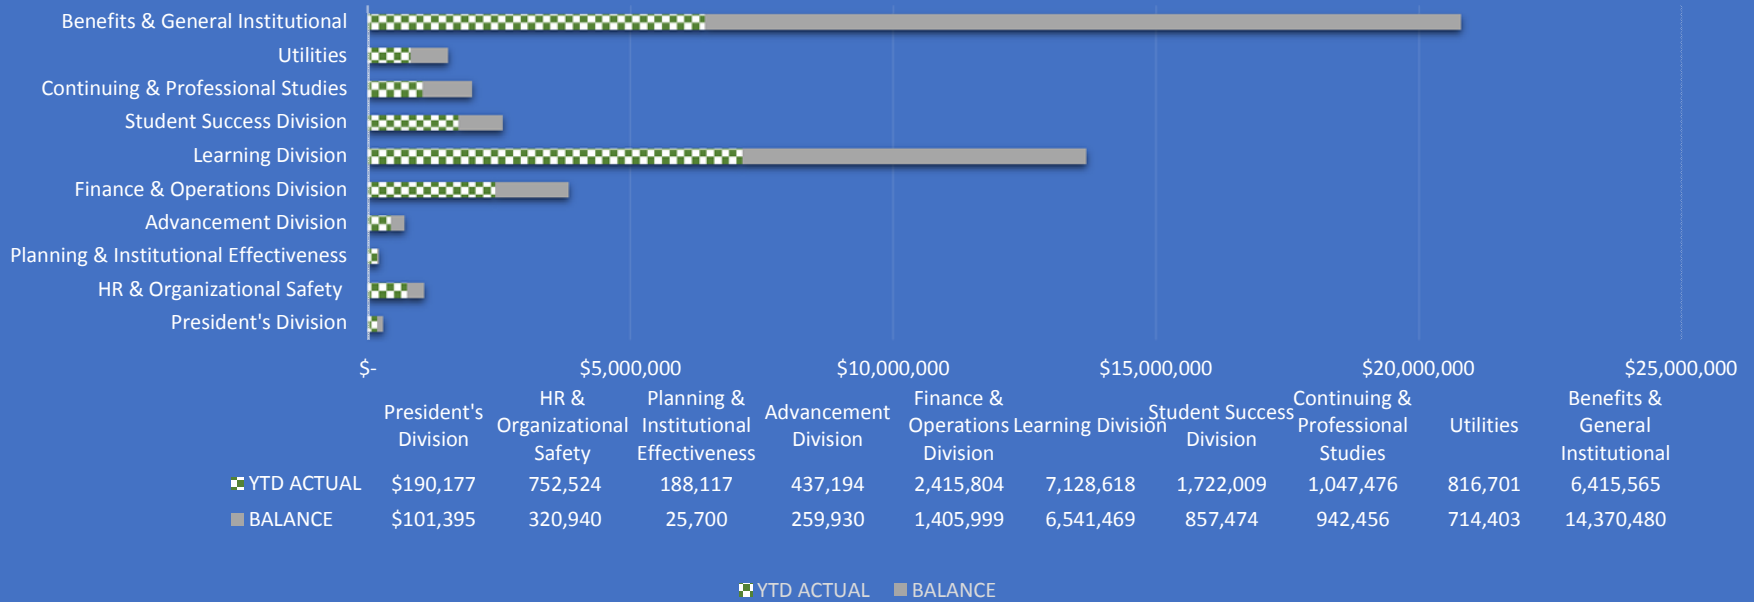 Benefits & General Institutional
Utilities
Continuing & Professional Studies
Student Success Division
Learning Division
Finance & Operations Division
Advancement Division
Planning & Institutional Effectiveness
HR & Organizational Safety
President's Division
$- $5,000,000 $10,000,000 $15,000,000 $20,000,000 $25,000,000
President's Division
HR & Organizational Safety
Planning & Institutional Effectiveness
Advancement Division
Finance & Operations Division
Learning Division
Student Success Division
Continuing & Professional Studies
Utilities
Benefits & General Institutional
YTD ACTUAL $190,177 752,524 188,117 437,194 2,415,804 7,128,618 1,722,009 1,047,476 816,701 6,415,565
BALANCE $101,395 320,940 25,700 259,930 1,405,999 6,541,469 857,474 942,456 714,403 14,370,480
YTD ACTUAL BALANCE